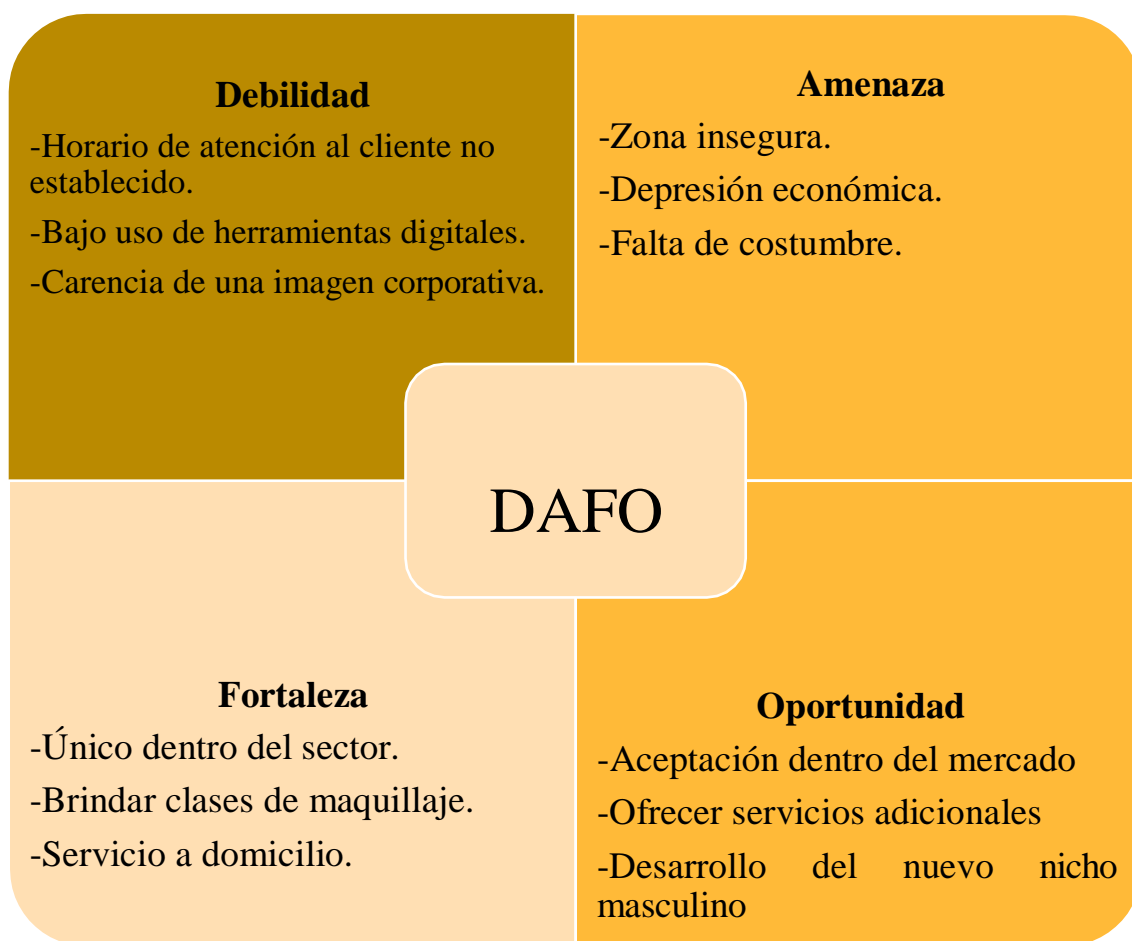 Debilidad
-Horario de atención al cliente no
establecido.
-Bajo uso de herramientas digitales.
-Carencia de una imagen corporativa.
Amenaza
-Zona insegura.
-Depresión económica.
-Falta de costumbre.
DAFO
Fortaleza
-Único dentro del sector.
-Brindar clases de maquillaje.
-Servicio a domicilio.
Oportunidad
-Aceptación dentro del mercado
-Ofrecer servicios adicionales
-Desarrollo del nuevo nicho
masculino